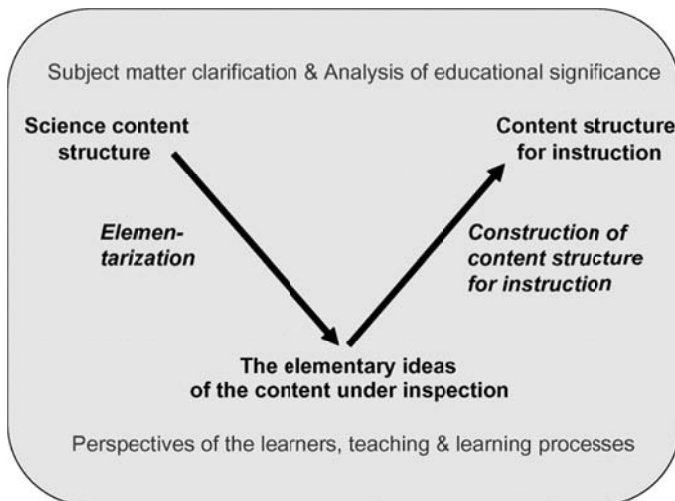 Subject matter clarification & Analysis of educational significance
Science content
structure
Content structure
for instruction
Elemen-
tarization
Construction of
content structure
for instruction
The elementary ideas
of the content under inspection
Perspectives of the learners, teaching & learning processes